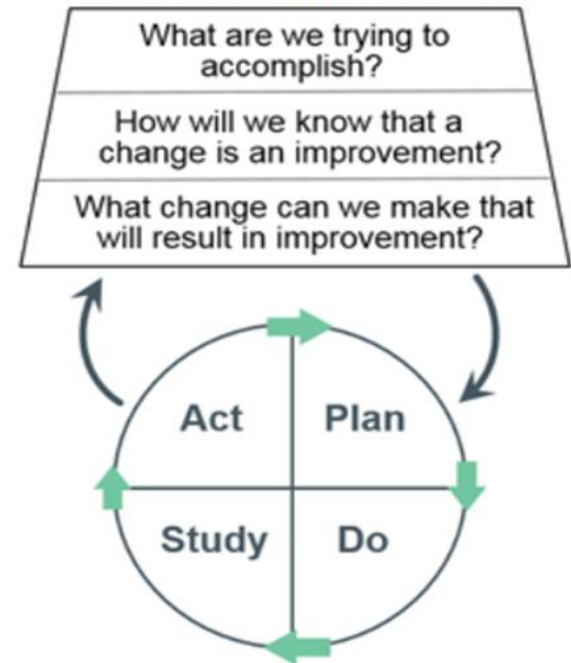 What are we trying to
accomplish?
How will we know that a
change is an improvement?
What change can we make that
will result in improvement?
Act
Plan
Study
Do